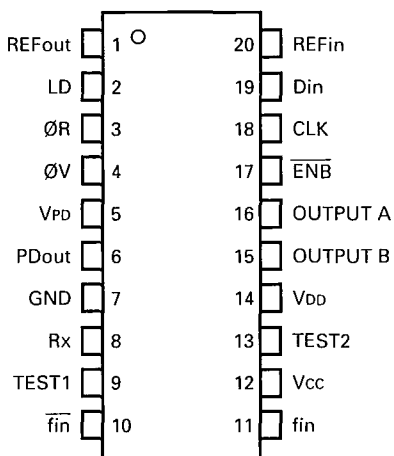 REFout 1 20 REFin
LD 2 19 Din
ØR 3 18 CLK
ØV 4 17 E̅N̅B̅
VPD 5 16 OUTPUT A
PDout 6 15 OUTPUT B
GND 7 14 VDD
Rx 8 13 TEST2
TEST1 9 12 VCC
f̅i̅n̅ 10 11 fin